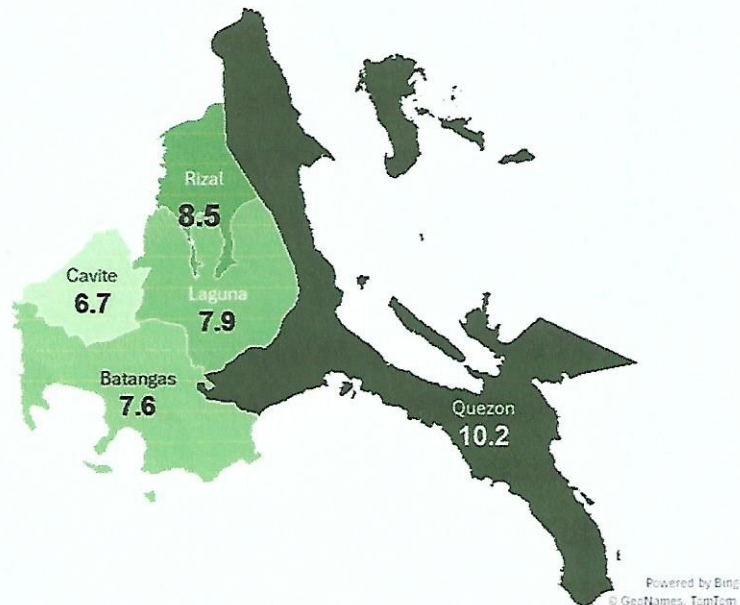 Rizal
8.5
Cavite
6.7
Laguna
7.9
Batangas
7.6
Quezon
10.2
Powered by Bing
© GeoNames, TomTom